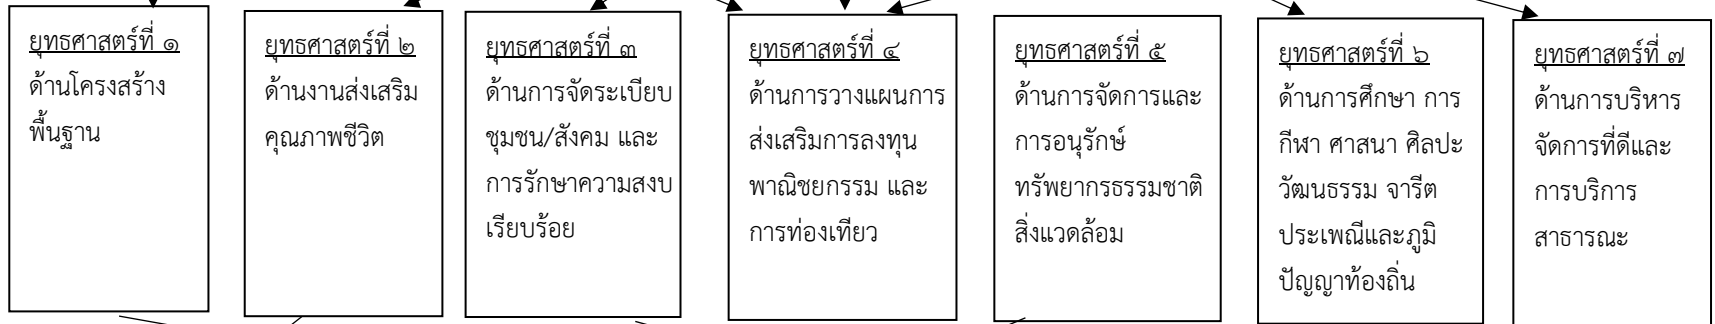 ยุทธศาสตร์ที่ ๑
ด้านโครงสร้าง
พื้นฐาน
ยุทธศาสตร์ที่ ๒
ด้านงานส่งเสริม
คุณภาพชีวิต
ยุทธศาสตร์ที่ ๓
ด้านการจัดระเบียบ
ชุมชน/สังคม และ
การรักษาความสงบ
เรียบร้อย
ยุทธศาสตร์ที่ ๔
ด้านการวางแผนการ
ส่งเสริมการลงทุน
พาณิชยกรรม และ
การท่องเที่ยว
ยุทธศาสตร์ที่ ๕
ด้านการจัดการและ
การอนุรักษ์
ทรัพยากรธรรมชาติ
สิ่งแวดล้อม
ยุทธศาสตร์ที่ ๖
ด้านการศึกษา การ
กีฬา ศาสนา ศิลปะ
วัฒนธรรม จารีต
ประเพณีและภูมิ
ปัญญาท้องถิ่น
ยุทธศาสตร์ที่ ๗
ด้านการบริหาร
จัดการที่ดีและ
การบริการ
สาธารณะ